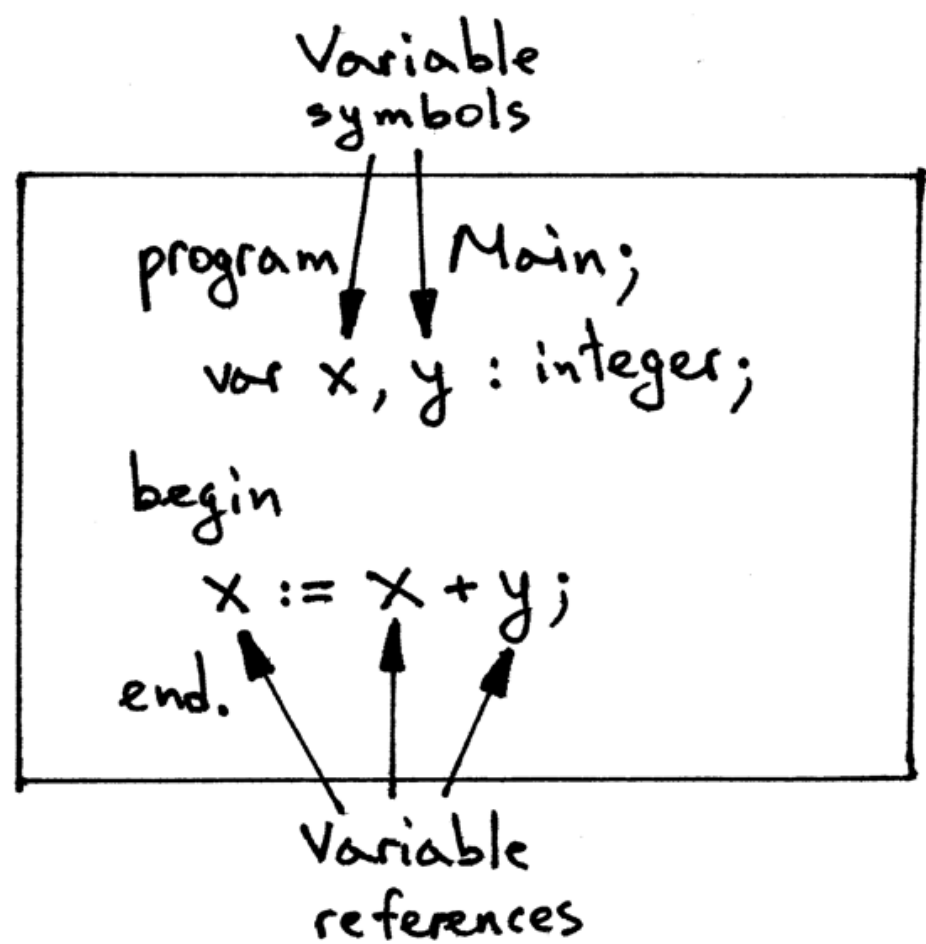 Variable
symbols
program Main;
var x, y : integer;
begin
x := x + y;
end.
Variable
references